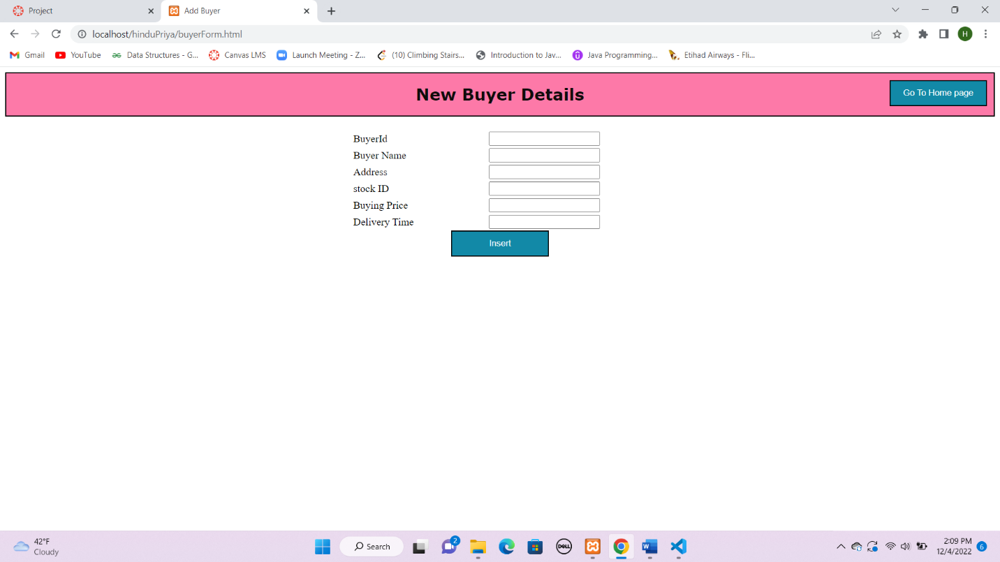 Project
Add Buyer
localhost/hinduPriya/buyerForm.html
H
Gmail
YouTube
Data Structures - G...
Canvas LMS
Launch Meeting - Z...
(10) Climbing Stairs...
Introduction to Jav...
Java Programming...
Etihad Airways - Fli...
New Buyer Details
Go To Home page
BuyerId
Buyer Name
Address
stock ID
Buying Price
Delivery Time
Insert
42°F
Cloudy
Search
2
DELL
W
2:09 PM
12/4/2022
6